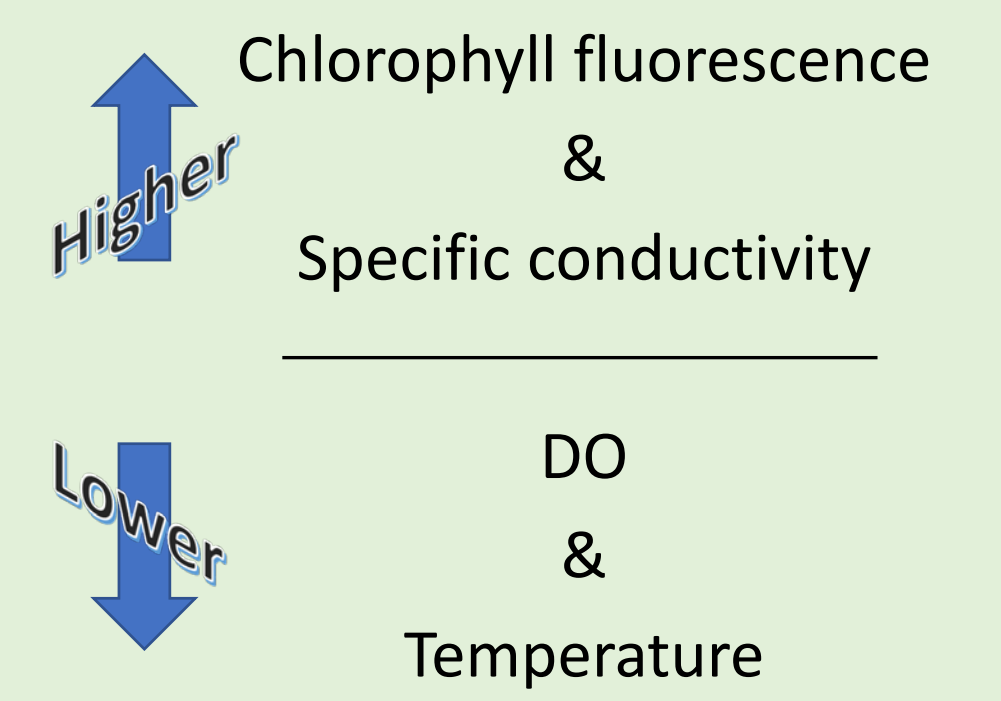 Higher
Chlorophyll fluorescence
&
Specific conductivity
Lower
DO
&
Temperature